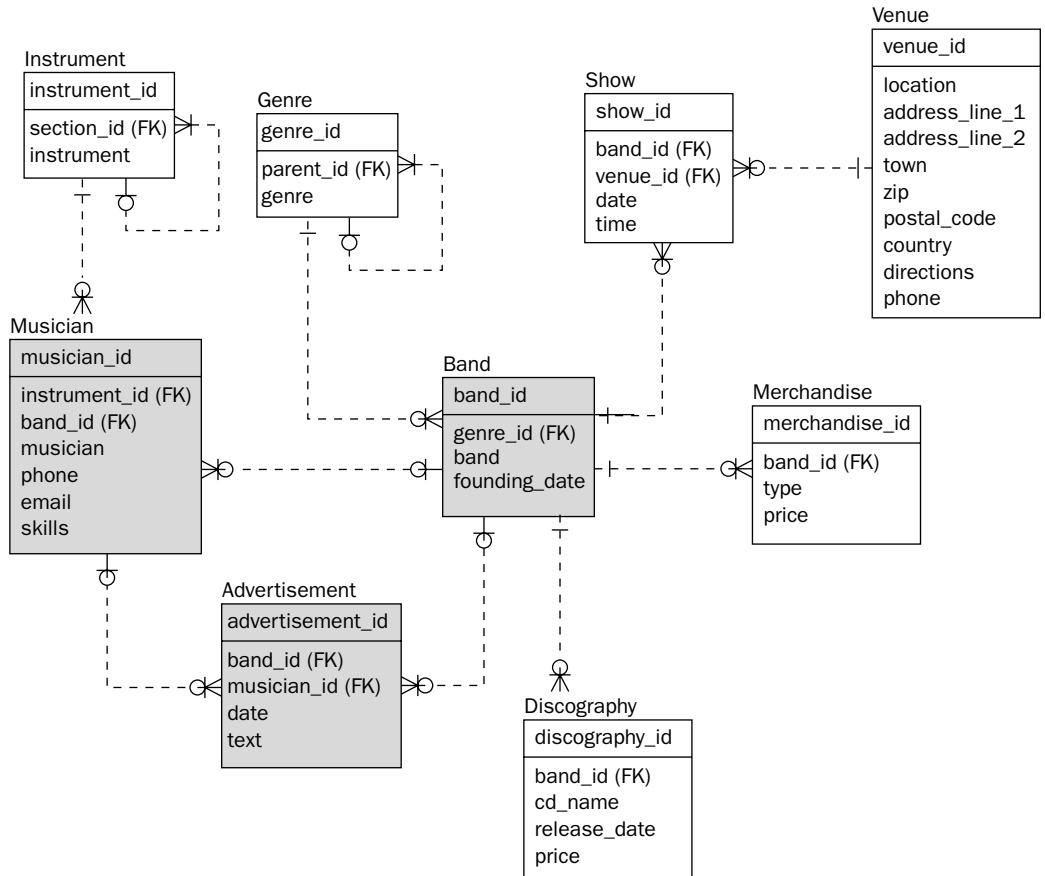 Venue
venue_id
location
address_line_1
address_line_2
town
zip
postal_code
country
directions
phone
Instrument
instrument_id
section_id (FK)
instrument
Genre
genre_id
parent_id (FK)
genre
Show
show_id
band_id (FK)
venue_id (FK)
date
time
Musician
musician_id
instrument_id (FK)
band_id (FK)
musician
phone
email
skills
Band
band_id
genre_id (FK)
band
founding_date
Merchandise
merchandise_id
band_id (FK)
type
price
Advertisement
advertisement_id
band_id (FK)
musician_id (FK)
date
text
Discography
discography_id
band_id (FK)
cd_name
release_date
price